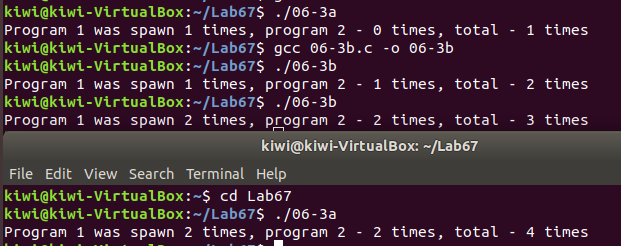 kiwi@kiwi-VirtualBox:~/Lab67$ ./06-3a
Program 1 was spawn 1 times, program 2 - 0 times, total - 1 times
kiwi@kiwi-VirtualBox:~/Lab67$ gcc 06-3b.c -o 06-3b
kiwi@kiwi-VirtualBox:~/Lab67$ ./06-3b
Program 1 was spawn 1 times, program 2 - 1 times, total - 2 times
kiwi@kiwi-VirtualBox:~/Lab67$ ./06-3b
Program 1 was spawn 2 times, program 2 - 1 times, total - 3 times
kiwi@kiwi-VirtualBox: ~/Lab67
File Edit View Search Terminal Help
kiwi@kiwi-VirtualBox:~$ cd Lab67
kiwi@kiwi-VirtualBox:~/Lab67$ ./06-3a
Program 1 was spawn 2 times, program 2 - 2 times, total - 4 times
kiwi@kiwi-VirtualBox:~/Lab67$